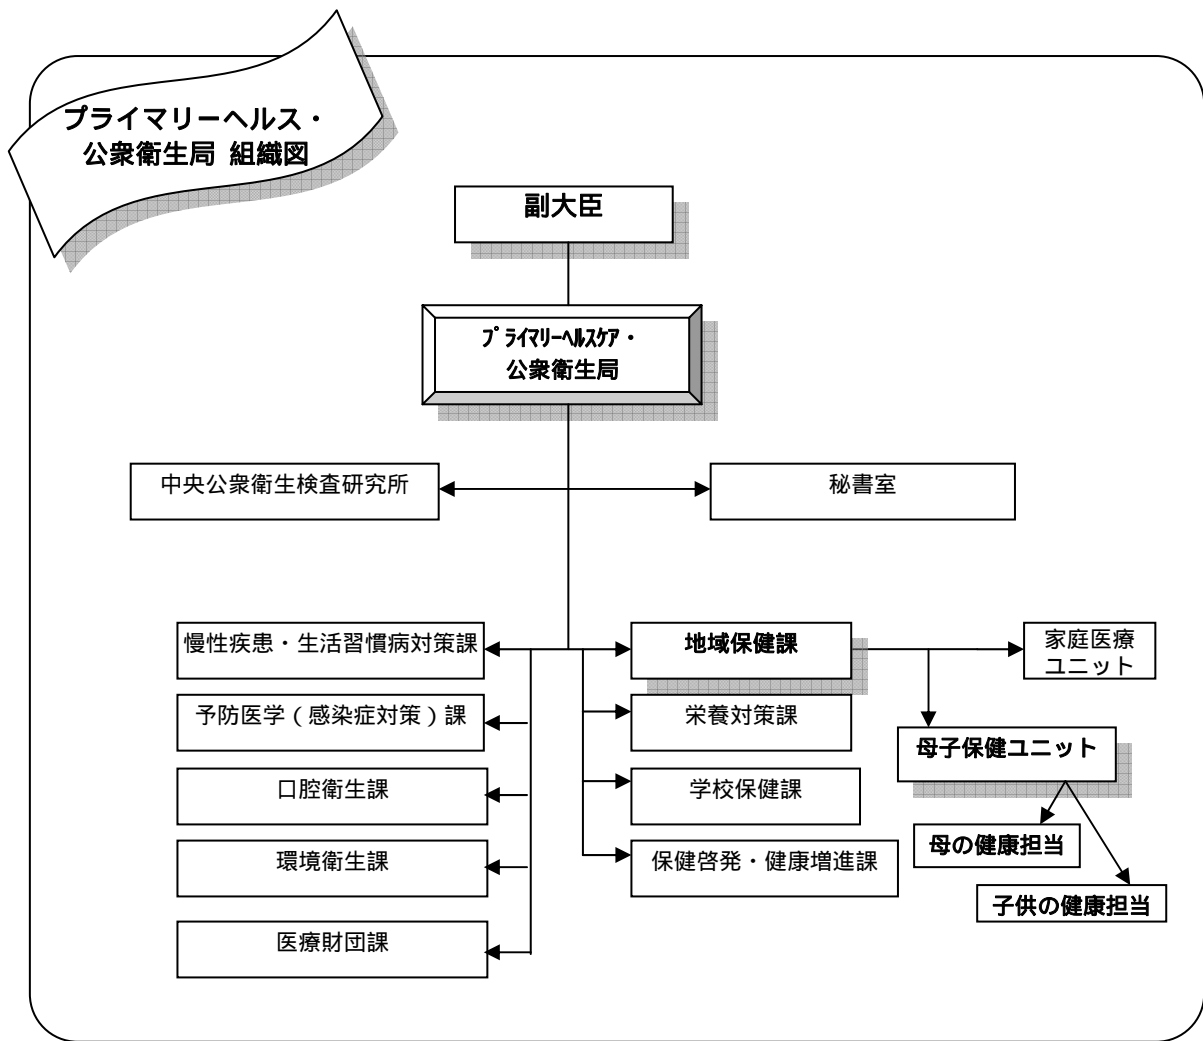 プライマリーヘルス・
公衆衛生局 組織図
副大臣
プライマリーヘルスケア・
公衆衛生局
中央公衆衛生検査研究所
秘書室
慢性疾患・生活習慣病対策課
地域保健課
家庭医療
ユニット
予防医学(感染症対策)課
栄養対策課
母子保健ユニット
口腔衛生課
学校保健課
母の健康担当
環境衛生課
保健啓発・健康増進課
子供の健康担当
医療財団課